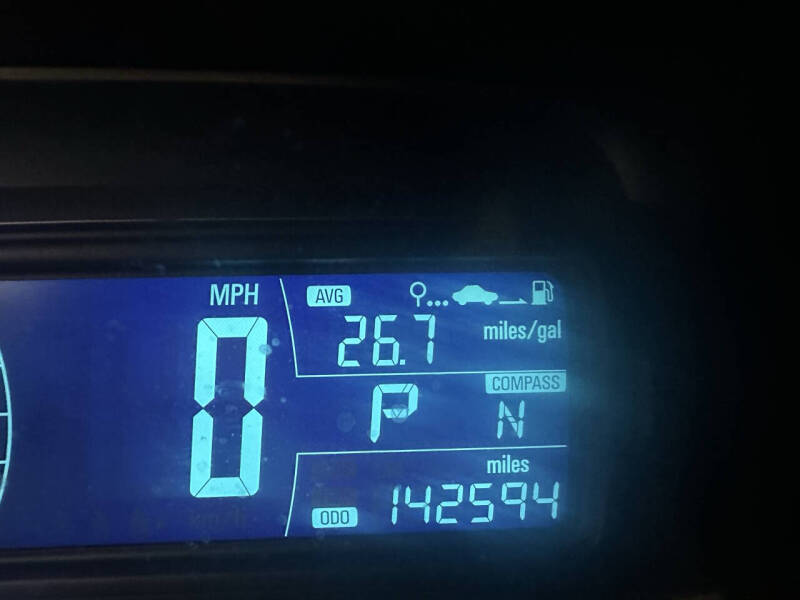 MPH
0
AVG
26.7 miles/gal
COMPASS
P N
miles
ODO 142594